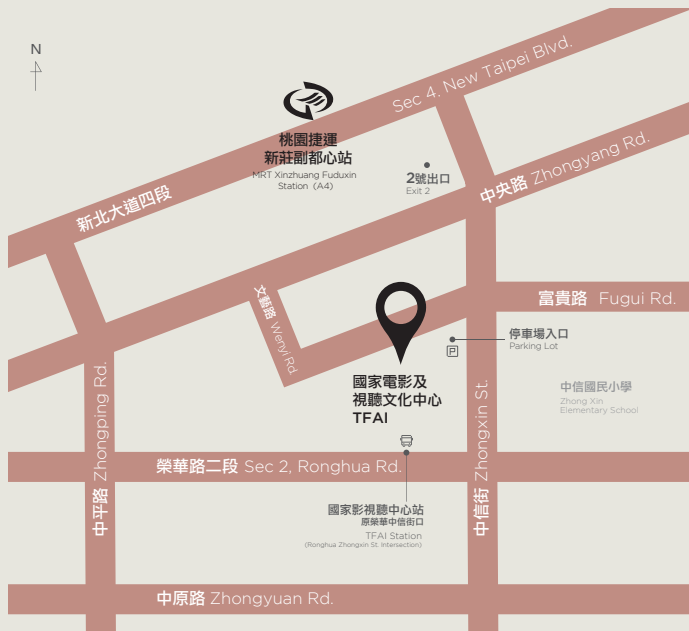 N
Sec 4. New Taipei Blvd.
桃園捷運
新莊副都心站
MRT Xinzhuang Fuduxin
Station (A4)
2號出口
Exit 2
中央路 Zhongyang Rd.
新北大道四段
文藝路 Wenyi Rd
富貴路 Fugui Rd.
停車場入口
Parking Lot
P
國家電影及
視聽文化中心
TFAI
中信國民小學
Zhong Xin
Elementary School
中平路 Zhongping Rd.
中信街 Zhongxin St.
榮華路二段 Sec 2, Ronghua Rd.
國家影視聽中心站
原榮華中信街口
TFAI Station
(Ronghua Zhongxin St. Intersection)
中原路 Zhongyuan Rd.